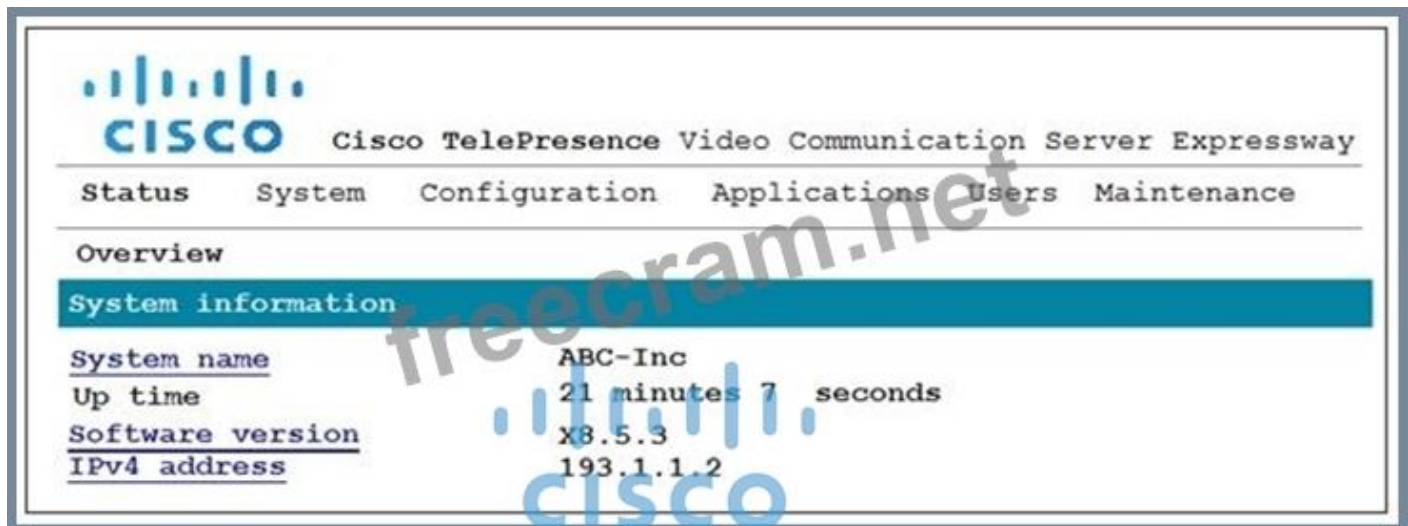 CISCO Cisco TelePresence Video Communication Server Expressway
Status System Configuration Applications Users Maintenance
Overview
System information
System name ABC-Inc
Up time 21 minutes 7 seconds
Software version X8.5.3
IPv4 address 193.1.1.2
freecram.net
CISCO